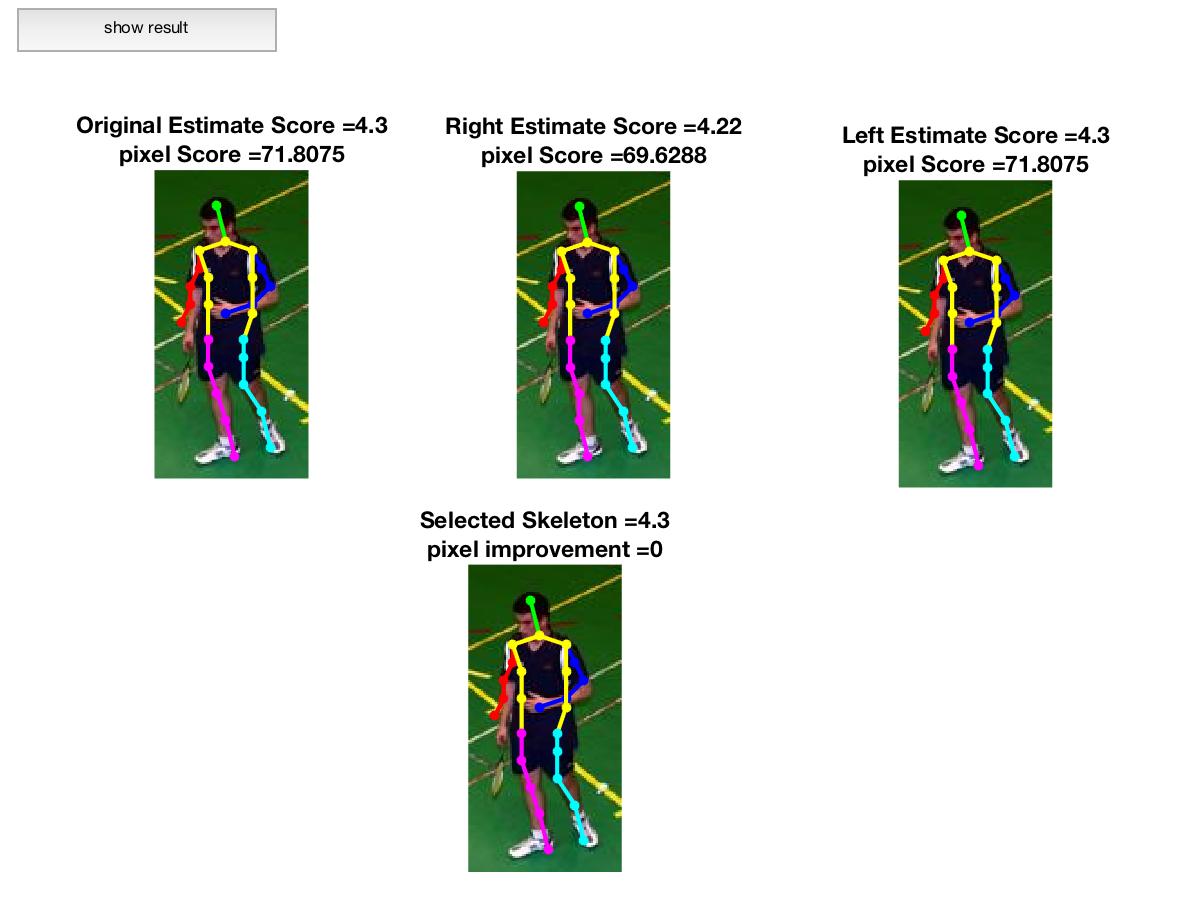 show result
Original Estimate Score =4.3
pixel Score =71.8075
Right Estimate Score =4.22
pixel Score =69.6288
Left Estimate Score =4.3
pixel Score =71.8075
Selected Skeleton =4.3
pixel improvement =0